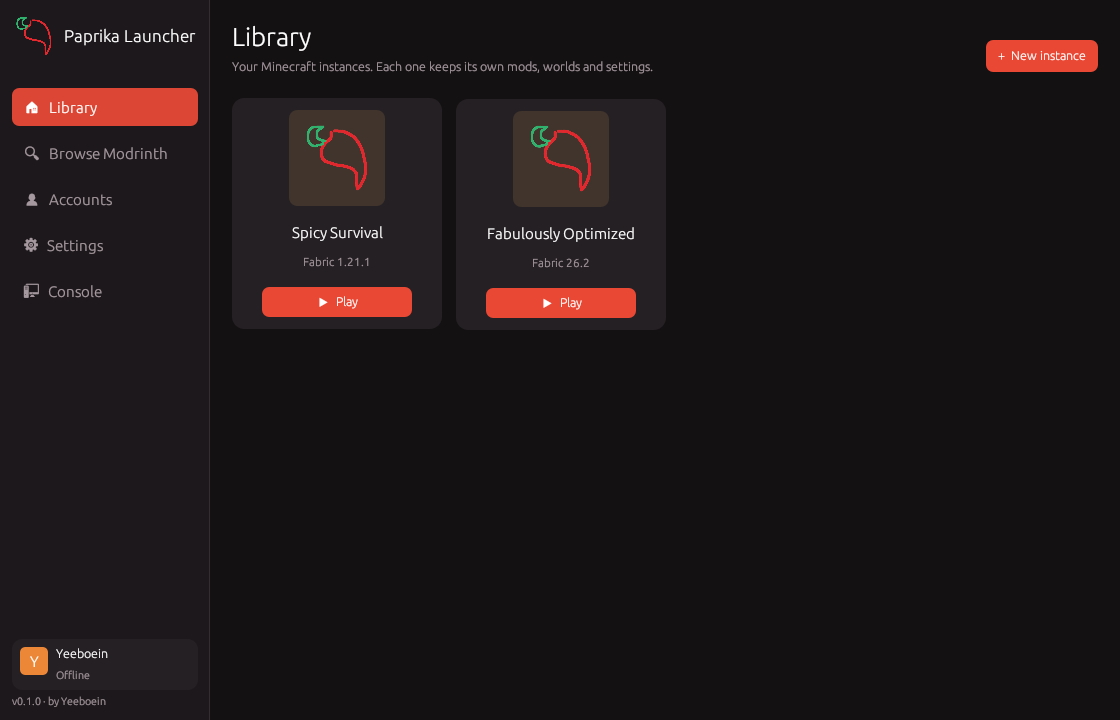 Paprika Launcher
Library
Browse Modrinth
Accounts
Settings
Console
Y
Yeeboein
Offline
v0.1.0 · by Yeeboein
Library
Your Minecraft instances. Each one keeps its own mods, worlds and settings.
+ New instance
Spicy Survival
Fabric 1.21.1
▶ Play
Fabulously Optimized
Fabric 26.2
▶ Play